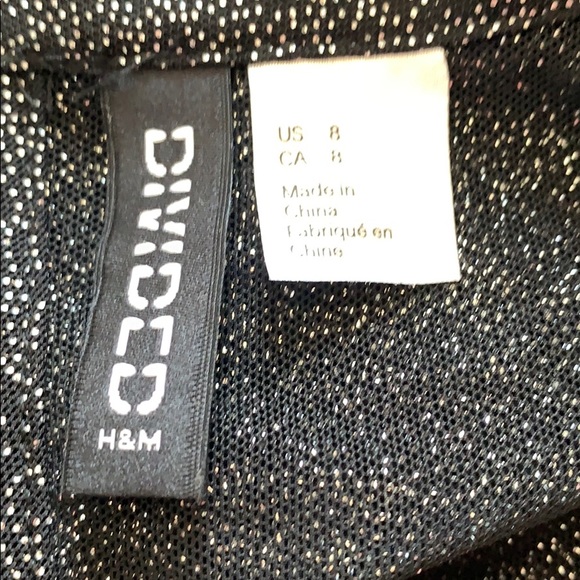 DIVIDED
H&M
US 8
CA 8
Made in
China
Fabriqué en
Chine